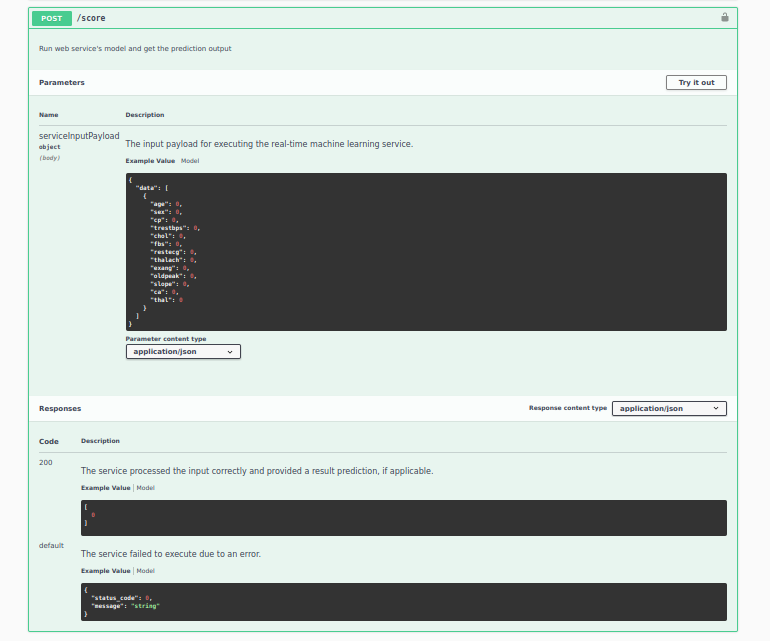 POST /score
Run web service's model and get the prediction output
Parameters
Try it out
Name Description
serviceInputPayload
object
(body)
The input payload for executing the real-time machine learning service.
Example Value Model
{
"data": [
{
"age": 0,
"sex": 0,
"cp": 0,
"trestbps": 0,
"chol": 0,
"fbs": 0,
"restecg": 0,
"thalach": 0,
"exang": 0,
"oldpeak": 0,
"slope": 0,
"ca": 0,
"thal": 0
}
]
}
Parameter content type
application/json
Responses
Response content type application/json
Code Description
200
The service processed the input correctly and provided a result prediction, if applicable.
Example Value | Model
[
0
]
default
The service failed to execute due to an error.
Example Value | Model
{
"status_code": 0,
"message": "string"
}